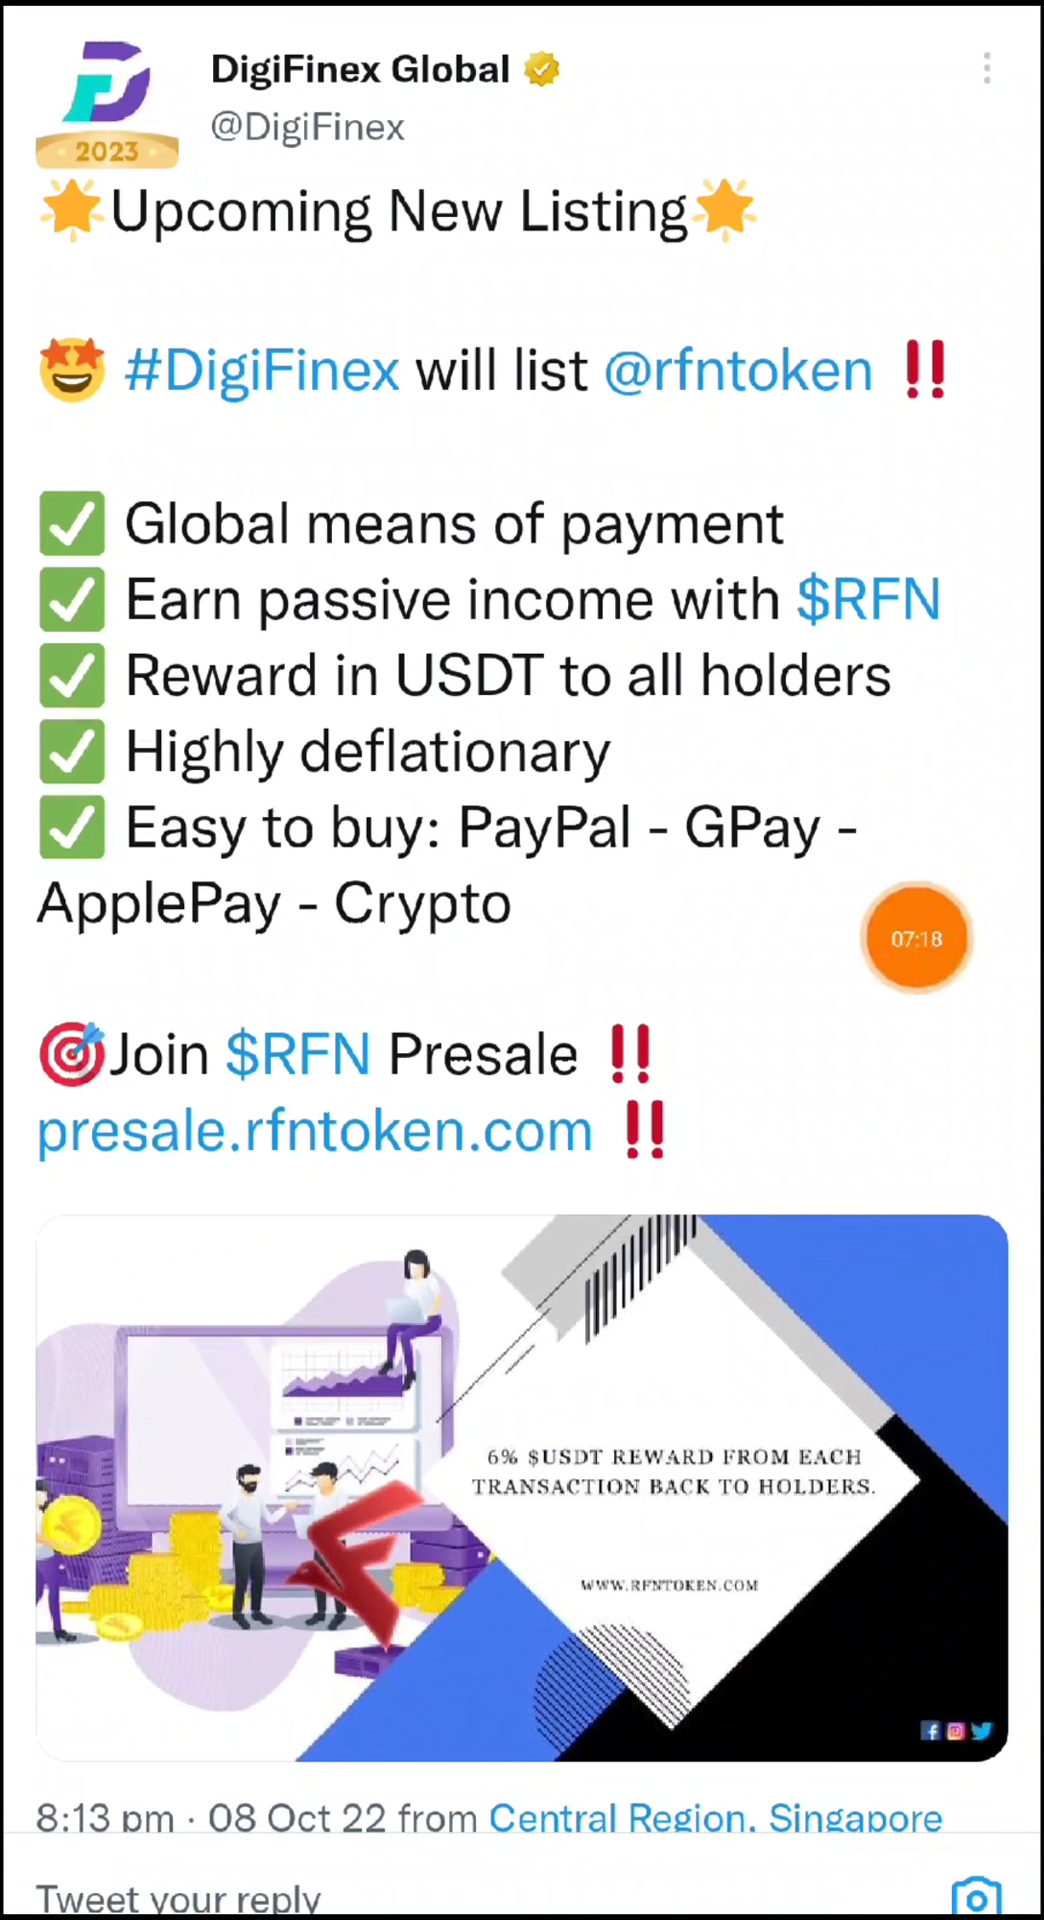 DigiFinex Global
@DigiFinex
2023
🌟Upcoming New Listing🌟
🤩 #DigiFinex will list @rfntoken ‼️
✅ Global means of payment
✅ Earn passive income with $RFN
✅ Reward in USDT to all holders
✅ Highly deflationary
✅ Easy to buy: PayPal - GPay -
ApplePay - Crypto
07:18
🎯Join $RFN Presale ‼️
presale.rfntoken.com ‼️
6% $USDT REWARD FROM EACH
TRANSACTION BACK TO HOLDERS.
WWW.RFNTOKEN.COM
8:13 pm · 08 Oct 22 from Central Region, Singapore
Tweet your reply